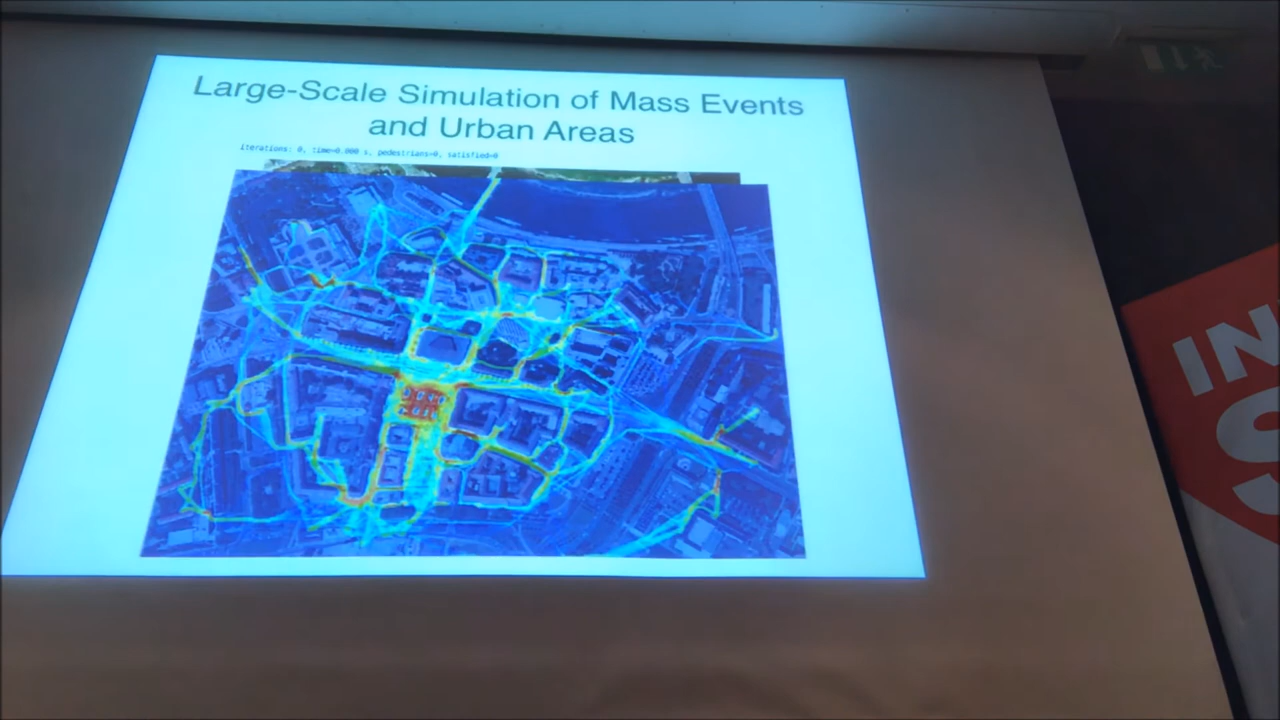 Large-Scale Simulation of Mass Events
and Urban Areas
iterations: 0, time=0.000 s, pedestrians=0, satisfied=0
IN
S